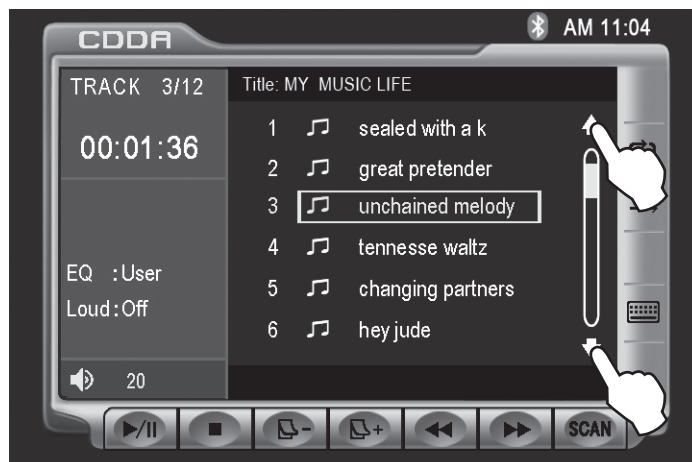 CDDA
AM 11:04
TRACK 3/12
Title: MY MUSIC LIFE
00:01:36
1 sealed with a k
2 great pretender
3 unchained melody
4 tennesse waltz
5 changing partners
6 hey jude
EQ :User
Loud:Off
20
SCAN